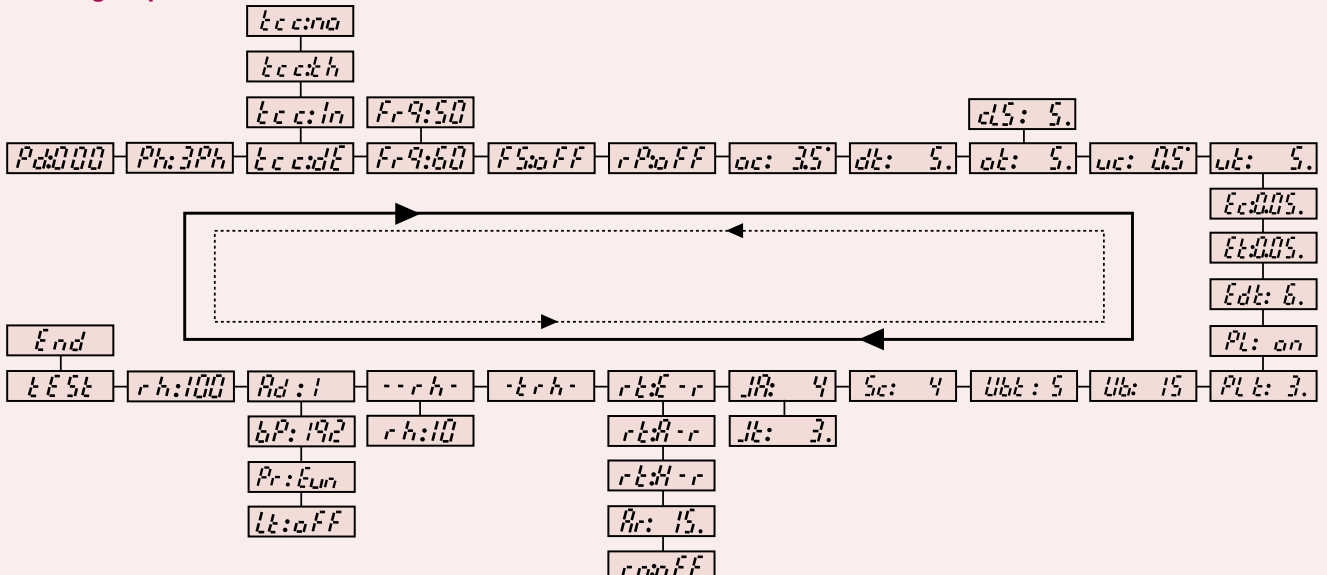 tcc:no
tcc:th
tcc:In
Fr9:50
cLS: 5.
Pd:000
Ph:3Ph
tcc:dE
Fr9:60
FS:oFF
rP:oFF
oc: 3.5"
dt: 5.
ot: 5.
uc: 0.5"
ut: 5.
Ec:0.05.
Et:0.05.
Edt: 6.
PL: on
End
tESt
rh:100
Ad:1
--rh-
-trh-
rt:E-r
JA: 4
Sc: 4
Ubt:5
Ub: 15
PLt: 3.
bP:192
rh:10
rt:A-r
Jt: 3.
Pr:Eun
rt:H-r
Lt:oFF
Ar: 15.